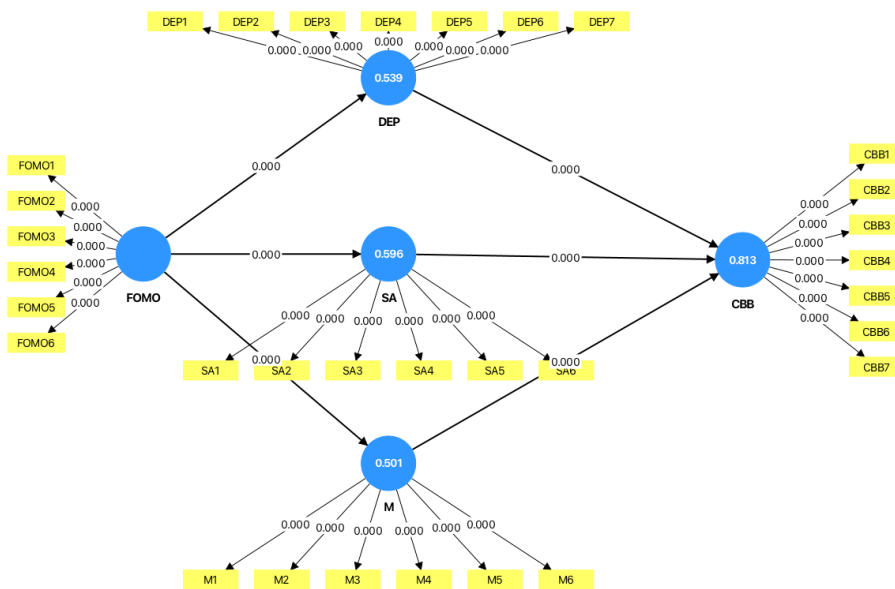 DEP1 DEP2 DEP3 DEP4 DEP5 DEP6 DEP7
0.000 0.000 0.000 0.000 0.000 0.000 0.000
0.539
DEP
FOMO1
FOMO2
FOMO3
FOMO4
FOMO5
FOMO6
0.000
0.000
0.000
0.000
0.000
0.000
FOMO
0.000
0.000
0.000
0.596
SA
0.000 0.000 0.000 0.000 0.000 0.000
SA1 SA2 SA3 SA4 SA5 SA6
0.000
0.000
0.000
0.813
CBB
0.000
0.000
0.000
0.000
0.000
0.000
0.000
CBB1
CBB2
CBB3
CBB4
CBB5
CBB6
CBB7
0.501
M
0.000 0.000 0.000 0.000 0.000 0.000
M1 M2 M3 M4 M5 M6